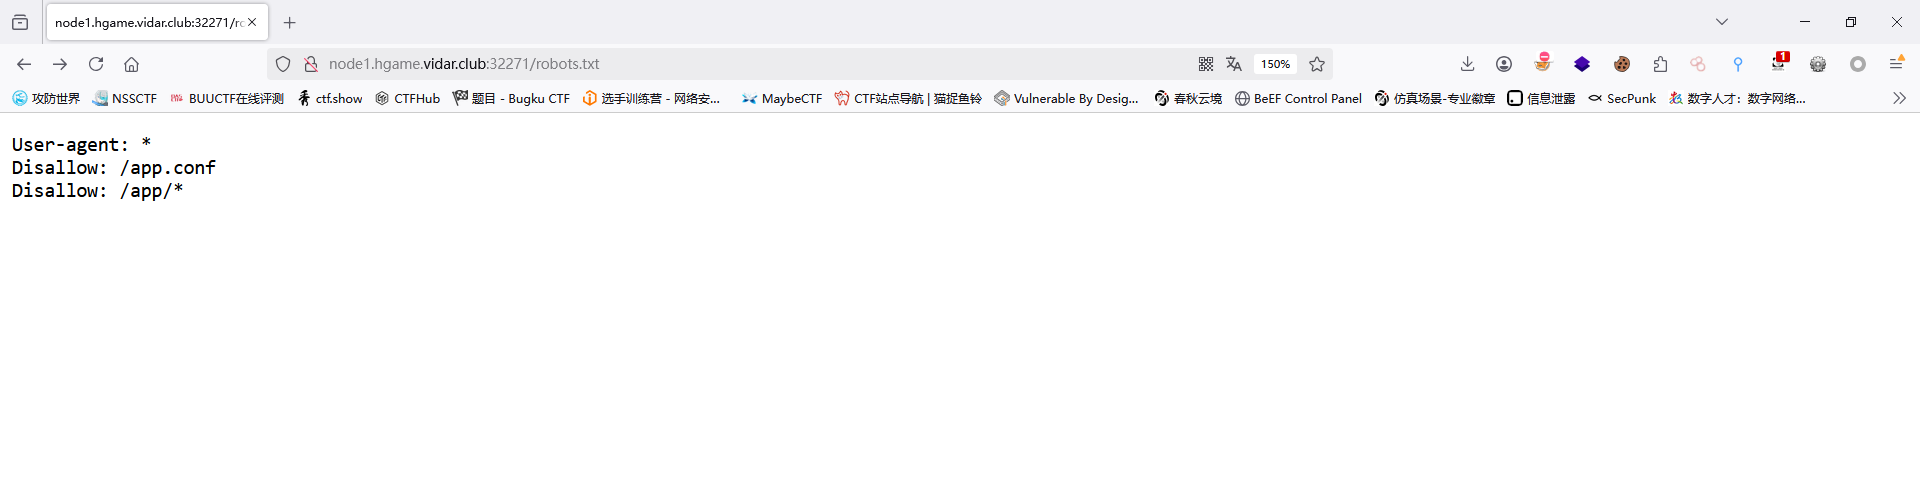 node1.hgame.vidar.club:32271/ro
node1.hgame.vidar.club:32271/robots.txt
150%
1
攻防世界 NSSCTF BUUCTF在线评测 ctf.show CTFHub 题目 - Bugku CTF 选手训练营 - 网络安... MaybeCTF CTF站点导航 | 猫捉鱼铃 Vulnerable By Desig... 春秋云境 BeEF Control Panel 仿真场景-专业徽章 信息泄露 SecPunk 数字人才：数字网络...
User-agent: *
Disallow: /app.conf
Disallow: /app/*